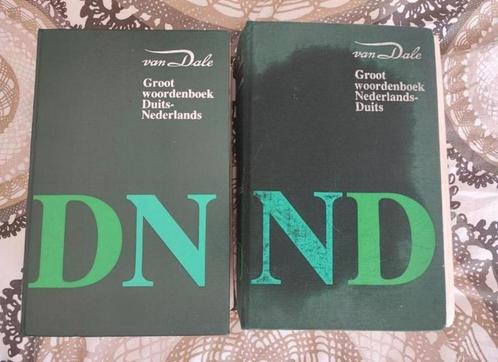 van Dale
Groot
woordenboek
Duits-
Nederlands
DN
van Dale
Groot
woordenboek
Nederlands-
Duits
ND